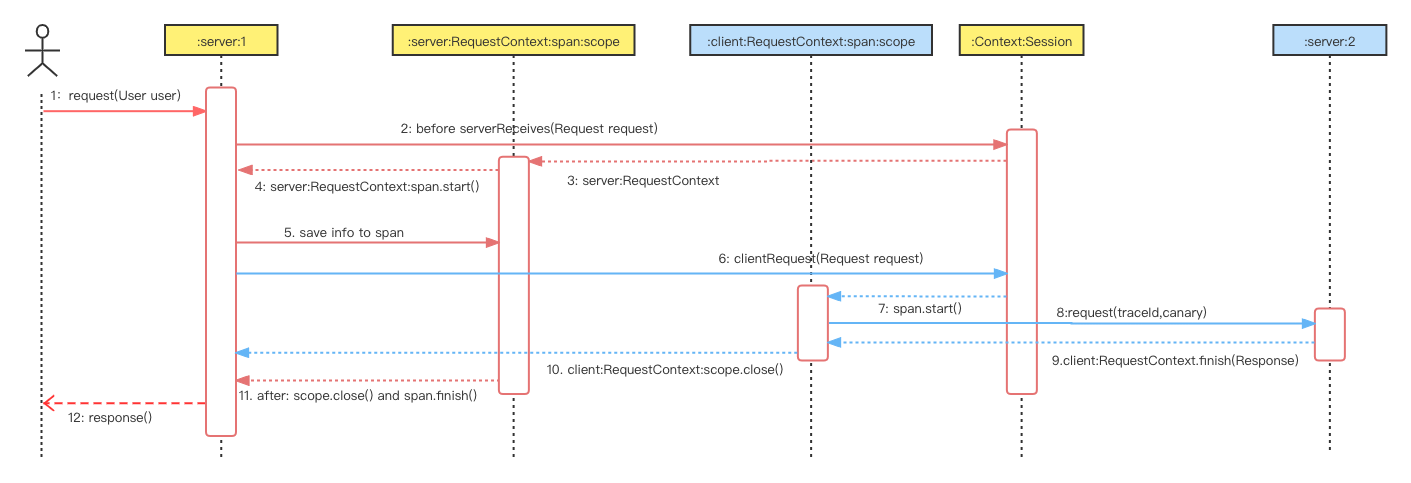 :server:1
:server:RequestContext:span:scope
:client:RequestContext:span:scope
:Context:Session
:server:2
1:  request(User user)
2: before serverReceives(Request request)
3: server:RequestContext
4: server:RequestContext:span.start()
5. save info to span
6: clientRequest(Request request)
7: span.start()
8:request(traceId,canary)
9.client:RequestContext.finish(Response)
10. client:RequestContext:scope.close()
11. after: scope.close() and span.finish()
12: response()